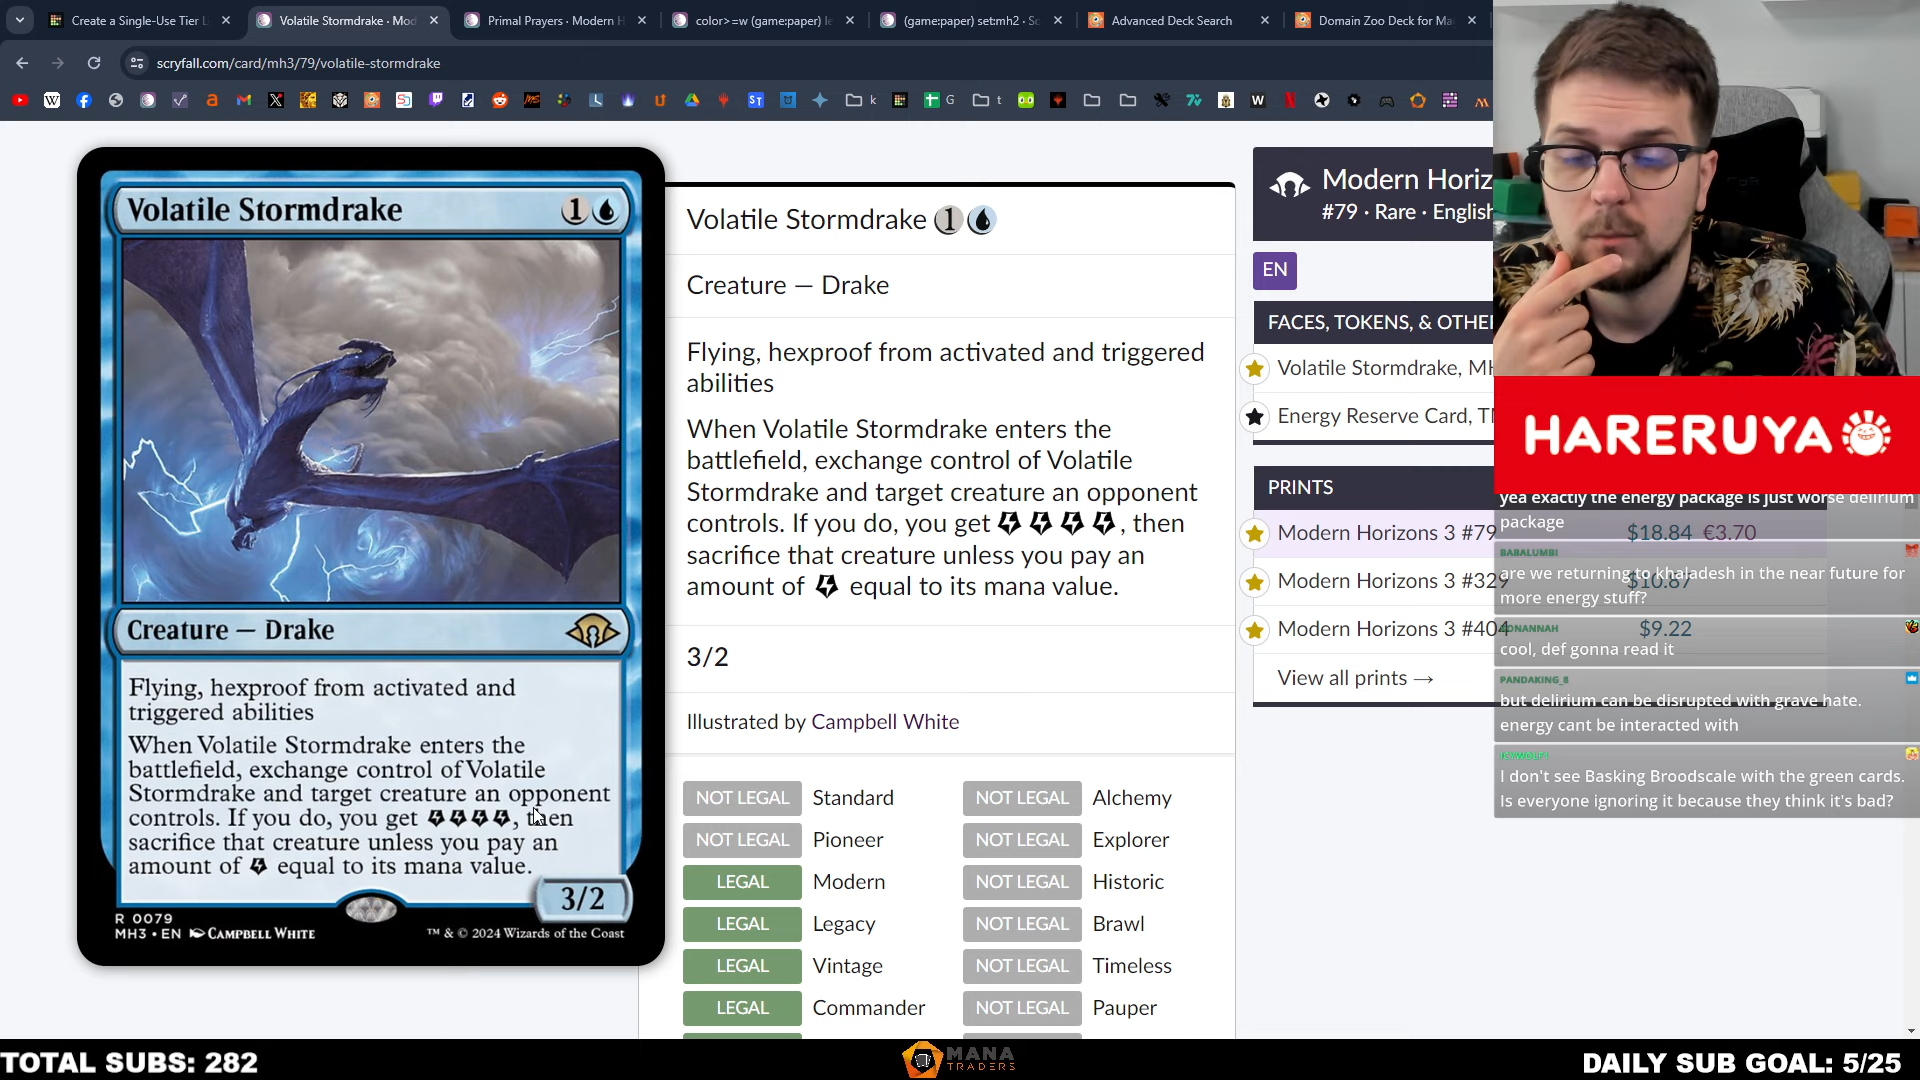 Create a Single-Use Tier L
Volatile Stormdrake · Mod
Primal Prayers · Modern H
color>=w (game:paper) le
(game:paper) set:mh2 · Sc
Advanced Deck Search
Domain Zoo Deck for Ma
scryfall.com/card/mh3/79/volatile-stormdrake
k
G
t
Volatile Stormdrake 1
Creature — Drake
Flying, hexproof from activated and
triggered abilities
When Volatile Stormdrake enters the
battlefield, exchange control of Volatile
Stormdrake and target creature an opponent
controls. If you do, you get , then
sacrifice that creature unless you pay an
amount of equal to its mana value.
3/2
R 0079
MH3 • EN CAMPBELL WHITE
™ & © 2024 Wizards of the Coast
Volatile Stormdrake 1
Creature — Drake
Flying, hexproof from activated and triggered
abilities
When Volatile Stormdrake enters the
battlefield, exchange control of Volatile
Stormdrake and target creature an opponent
controls. If you do, you get , then
sacrifice that creature unless you pay an
amount of equal to its mana value.
3/2
Illustrated by Campbell White
NOT LEGAL Standard NOT LEGAL Alchemy
NOT LEGAL Pioneer NOT LEGAL Explorer
LEGAL Modern NOT LEGAL Historic
LEGAL Legacy NOT LEGAL Brawl
LEGAL Vintage NOT LEGAL Timeless
LEGAL Commander NOT LEGAL Pauper
Modern Horiz
#79 · Rare · English
EN
FACES, TOKENS, & OTHE
Volatile Stormdrake, MH
Energy Reserve Card, T
PRINTS
Modern Horizons 3 #79 $18.84 €3.70
Modern Horizons 3 #329 $10.87
Modern Horizons 3 #404 $9.22
View all prints →
HARERUYA
yea exactly the energy package is just worse delirium
package
BABALUMBI
are we returning to khaladesh in the near future for
more energy stuff?
cool, def gonna read it
PANDAKING_8
but delirium can be disrupted with grave hate.
energy cant be interacted with
I don't see Basking Broodscale with the green cards.
Is everyone ignoring it because they think it's bad?
TOTAL SUBS: 282
MANA
TRADERS
DAILY SUB GOAL: 5/25